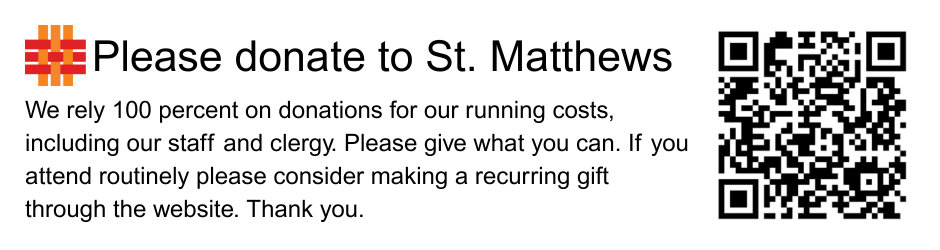 Please donate to St. Matthews
We rely 100 percent on donations for our running costs,
including our staff and clergy. Please give what you can. If you
attend routinely please consider making a recurring gift
through the website. Thank you.